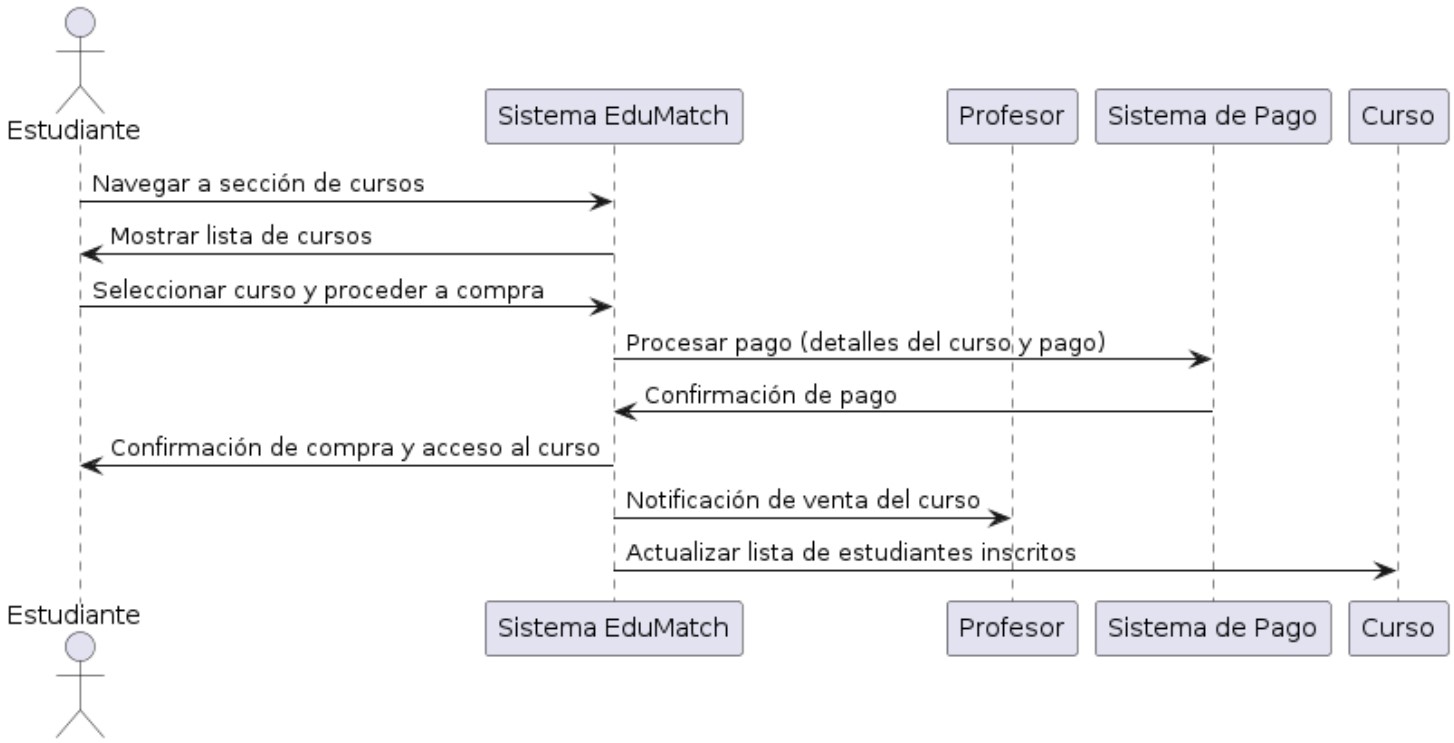 Estudiante
Sistema EduMatch
Profesor
Sistema de Pago
Curso
Navegar a sección de cursos
Mostrar lista de cursos
Seleccionar curso y proceder a compra
Procesar pago (detalles del curso y pago)
Confirmación de pago
Confirmación de compra y acceso al curso
Notificación de venta del curso
Actualizar lista de estudiantes inscritos
Estudiante
Sistema EduMatch
Profesor
Sistema de Pago
Curso